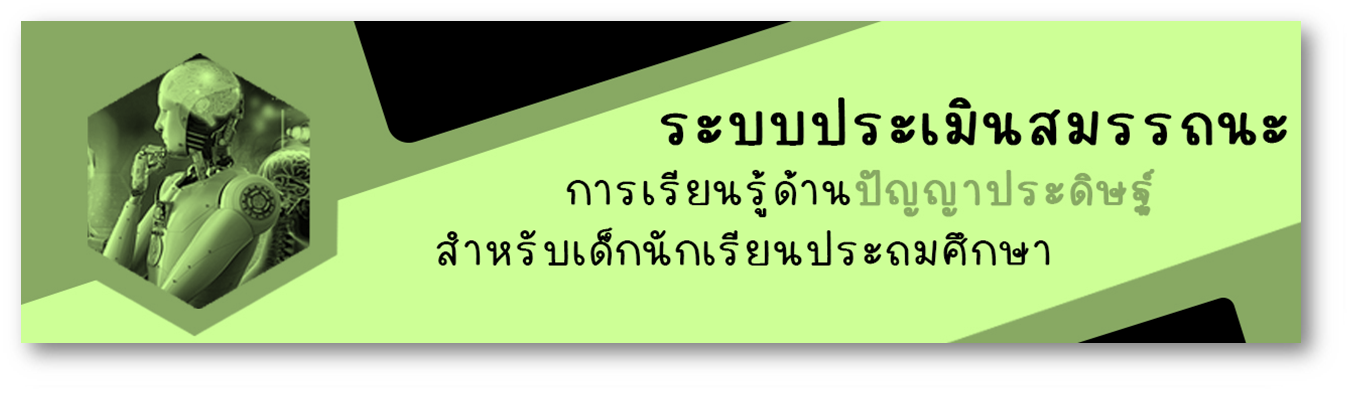 ระบบประเมินสมรรถนะ
การเรียนรู้ด้านปัญญาประดิษฐ์
สำหรับเด็กนักเรียนประถมศึกษา